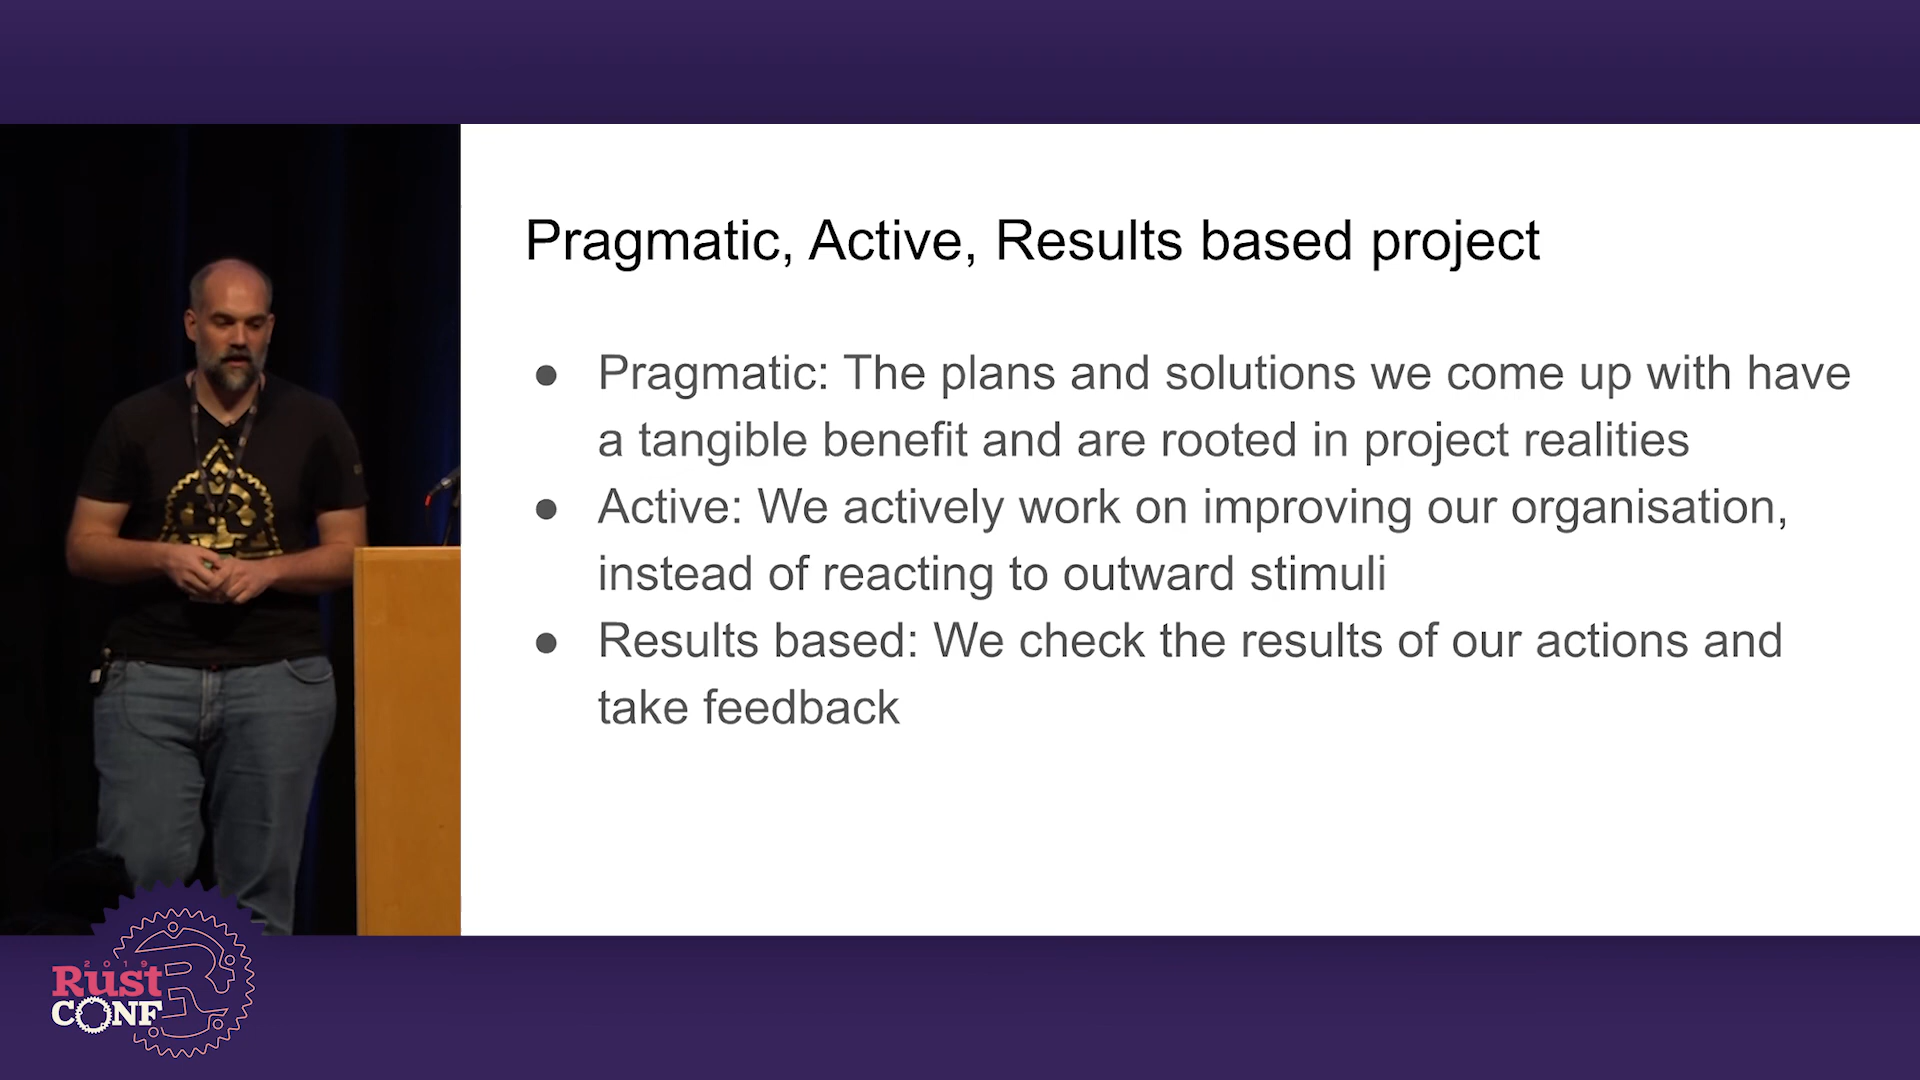 Pragmatic, Active, Results based project
● Pragmatic: The plans and solutions we come up with have
a tangible benefit and are rooted in project realities
● Active: We actively work on improving our organisation,
instead of reacting to outward stimuli
● Results based: We check the results of our actions and
take feedback
2019
Rust
CONF
R